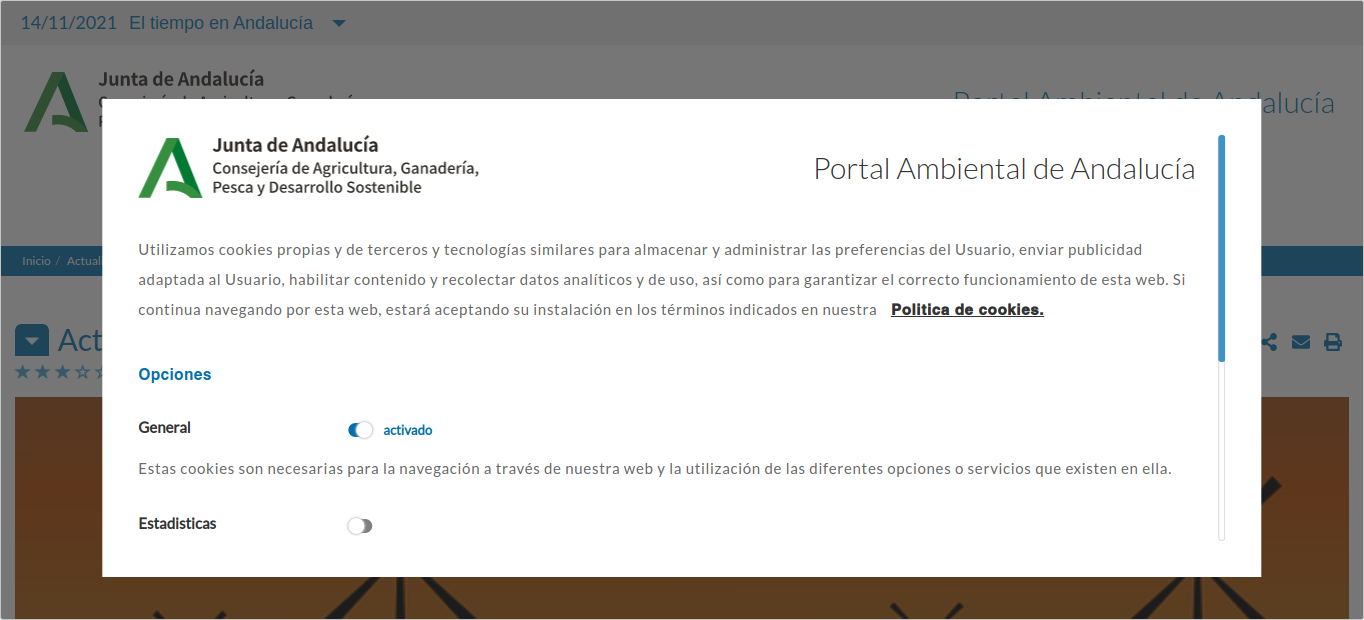 14/11/2021 El tiempo en Andalucía
Junta de Andalucía
Portal Ambiental de Andalucía
Junta de Andalucía
Consejería de Agricultura, Ganadería,
Pesca y Desarrollo Sostenible
Portal Ambiental de Andalucía
Inicio / Actuali
Utilizamos cookies propias y de terceros y tecnologías similares para almacenar y administrar las preferencias del Usuario, enviar publicidad
adaptada al Usuario, habilitar contenido y recolectar datos analíticos y de uso, así como para garantizar el correcto funcionamiento de esta web. Si
continua navegando por esta web, estará aceptando su instalación en los términos indicados en nuestra Politica de cookies.
Act
Opciones
General activado
Estas cookies son necesarias para la navegación a través de nuestra web y la utilización de las diferentes opciones o servicios que existen en ella.
Estadisticas